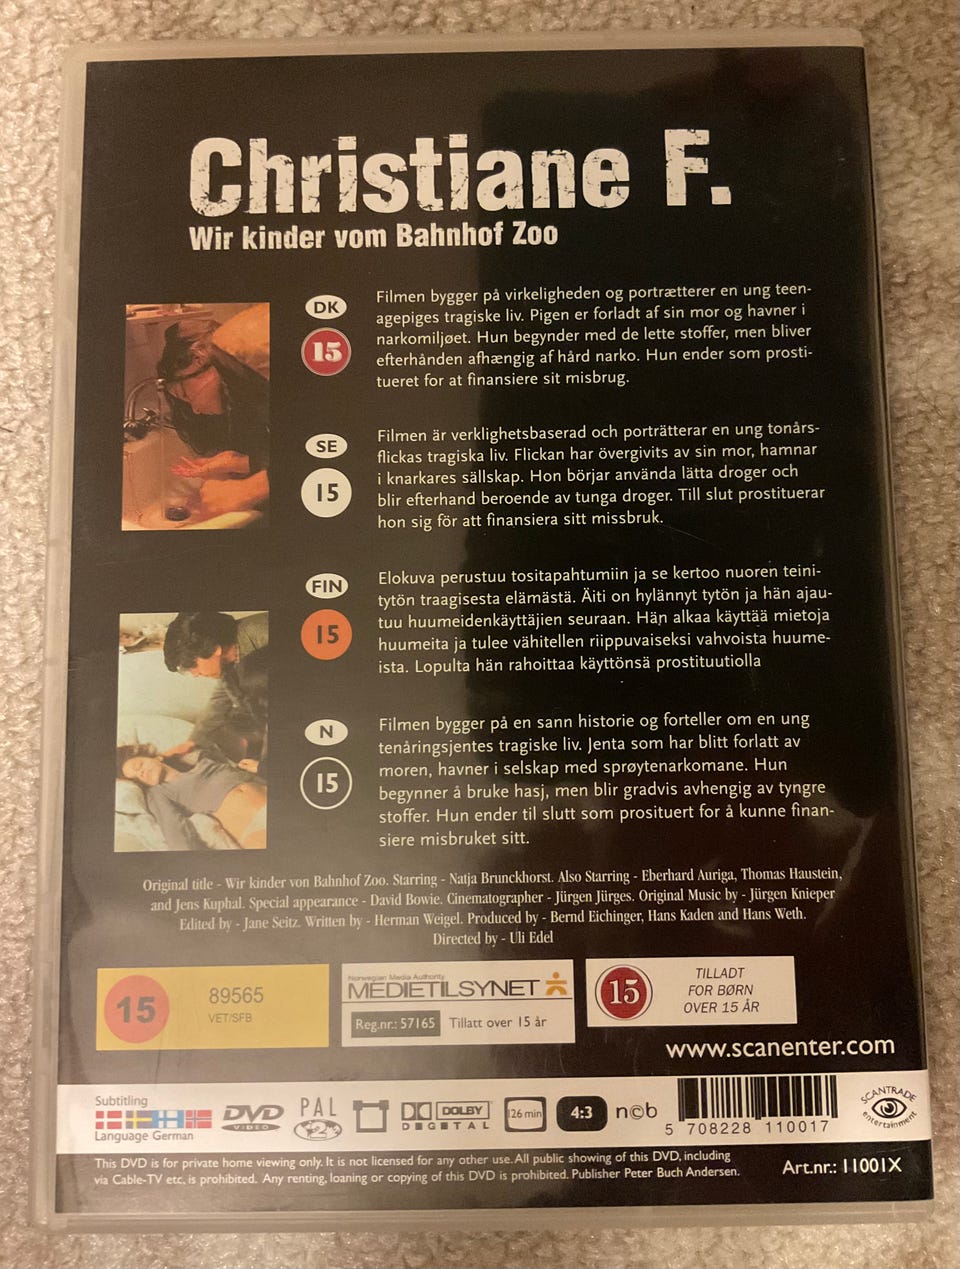 Christiane F.
Wir kinder vom Bahnhof Zoo
DK
15
Filmen bygger på virkeligheden og portrætterer en ung teen-
agepiges tragiske liv. Pigen er forladt af sin mor og havner i
narkomiljøet. Hun begynder med de lette stoffer, men bliver
efterhånden afhængig af hård narko. Hun ender som prosti-
tueret for at finansiere sit misbrug.
SE
15
Filmen är verklighetsbaserad och porträtterar en ung tonårs-
flickas tragiska liv. Flickan har övergivits av sin mor, hamnar
i knarkares sällskap. Hon börjar använda lätta droger och
blir efterhand beroende av tunga droger. Till slut prostituerar
hon sig för att finansiera sitt missbruk.
FIN
15
Elokuva perustuu tositapahtumiin ja se kertoo nuoren teini-
tytön traagisesta elämästä. Äiti on hylännyt tytön ja hän ajau-
tuu huumeidenkäyttäjien seuraan. Hän alkaa käyttää mietoja
huumeita ja tulee vähitellen riippuvaiseksi vahvoista huume-
ista. Lopulta hän rahoittaa käyttönsä prostituutiolla
N
15
Filmen bygger på en sann historie og forteller om en ung
tenåringsjentes tragiske liv. Jenta som har blitt forlatt av
moren, havner i selskap med sprøytenarkomane. Hun
begynner å bruke hasj, men blir gradvis avhengig av tyngre
stoffer. Hun ender til slutt som prosituert for å kunne finan-
siere misbruket sitt.
Original title - Wir kinder von Bahnhof Zoo. Starring - Natja Brunckhorst. Also Starring - Eberhard Auriga, Thomas Haustein,
and Jens Kuphal. Special appearance - David Bowie. Cinematographer - Jürgen Jürges. Original Music by - Jürgen Knieper
Edited by - Jane Seitz. Written by - Herman Weigel. Produced by - Bernd Eichinger, Hans Kaden and Hans Weth.
Directed by - Uli Edel
15
89565
VET/SFB
Norwegian Media Authority
MEDIETILSYNET
Reg.nr.: 57165
Tillatt over 15 år
15
TILLADT
FOR BØRN
OVER 15 ÅR
www.scanenter.com
Subtitling
Language German
DVD
VIDEO
PAL
2
DOLBY
DIGITAL
126 min
4:3
n©b
5 708228 110017
SCANTRADE
entertainment
This DVD is for private home viewing only. It is not licensed for any other use. All public showing of this DVD, including
via Cable-TV etc. is prohibited. Any renting, loaning or copying of this DVD is prohibited. Publisher Peter Buch Andersen.
Art.nr.: 11001X